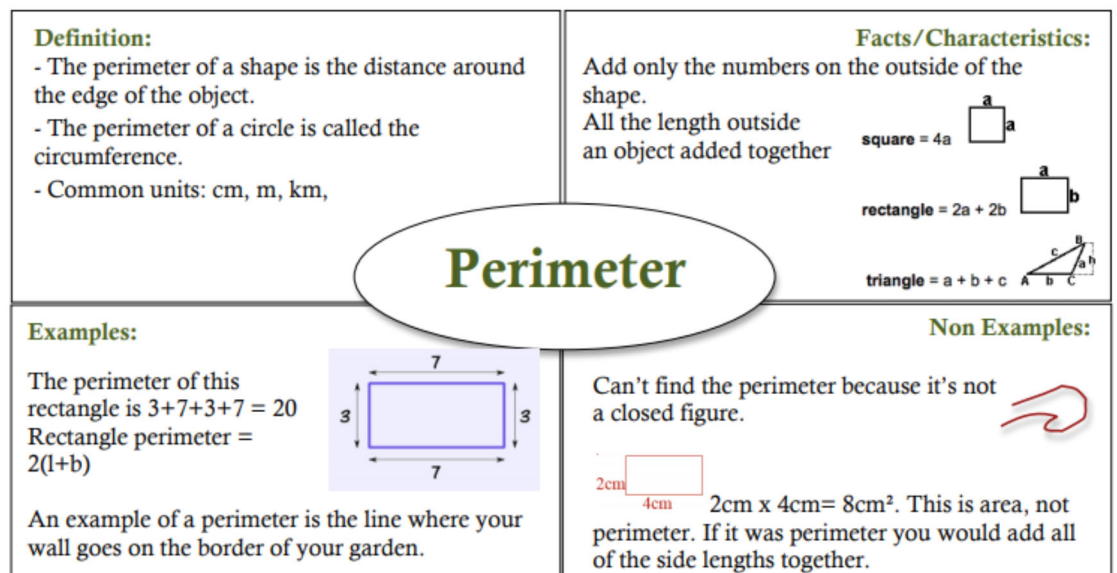 Definition:
- The perimeter of a shape is the distance around
the edge of the object.
- The perimeter of a circle is called the
circumference.
- Common units: cm, m, km,
Facts/Characteristics:
Add only the numbers on the outside of the
shape.
All the length outside
an object added together
a
a
square = 4a
a
b
rectangle = 2a + 2b
B
c
a h
triangle = a + b + c
A b C
Perimeter
Examples:
The perimeter of this
rectangle is 3+7+3+7 = 20
Rectangle perimeter =
2(l+b)
7
3
3
7
An example of a perimeter is the line where your
wall goes on the border of your garden.
Non Examples:
Can't find the perimeter because it's not
a closed figure.
2cm
4cm
2cm x 4cm= 8cm². This is area, not
perimeter. If it was perimeter you would add all
of the side lengths together.